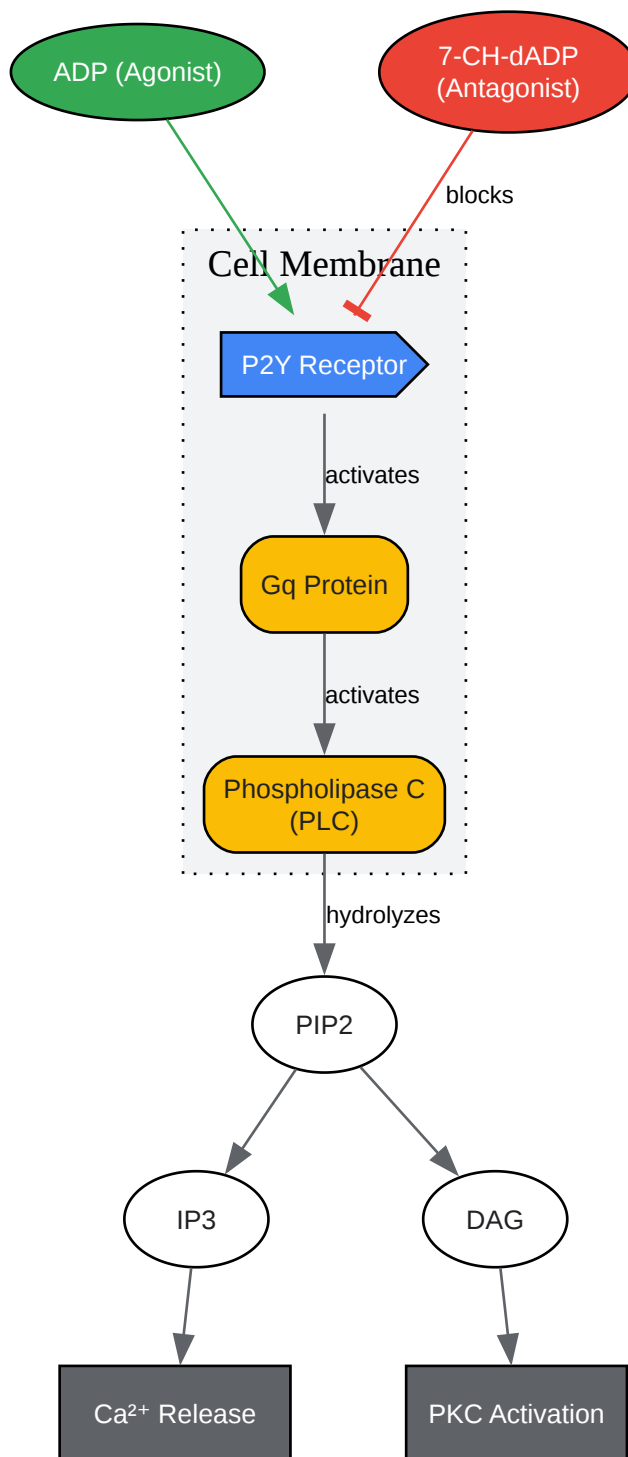 ADP (Agonist)
7-CH-dADP
(Antagonist)
blocks
Cell Membrane
P2Y Receptor
activates
Gq Protein
activates
Phospholipase C
(PLC)
hydrolyzes
PIP2
IP3
DAG
Ca²⁺ Release
PKC Activation